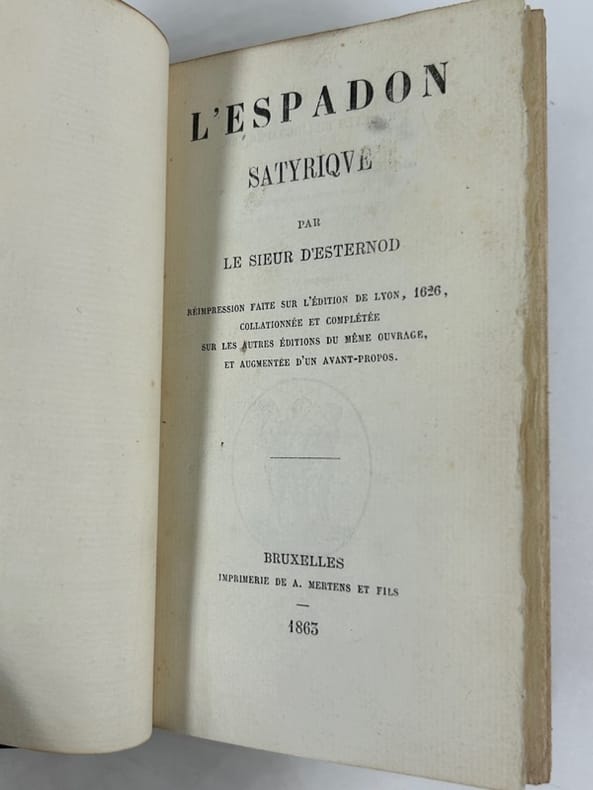 L'ESPADON
SATYRIQVE
PAR
LE SIEUR D'ESTERNOD
RÉIMPRESSION FAITE SUR L'ÉDITION DE LYON, 1626,
COLLATIONNÉE ET COMPLÉTÉE
SUR LES AUTRES ÉDITIONS DU MÊME OUVRAGE,
ET AUGMENTÉE D'UN AVANT-PROPOS.
BRUXELLES
IMPRIMERIE DE A. MERTENS ET FILS
1863